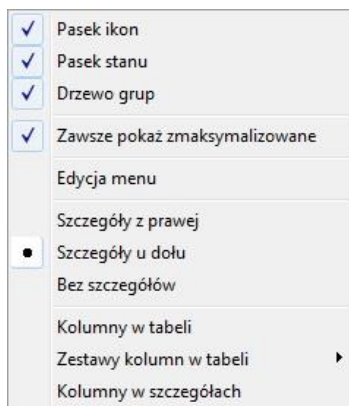 Pasek ikon
Pasek stanu
Drzewo grup
Zawsze pokaż zmaksymalizowane
Edycja menu
Szczegóły z prawej
Szczegóły u dołu
Bez szczegółów
Kolumny w tabeli
Zestawy kolumn w tabeli
Kolumny w szczegółach